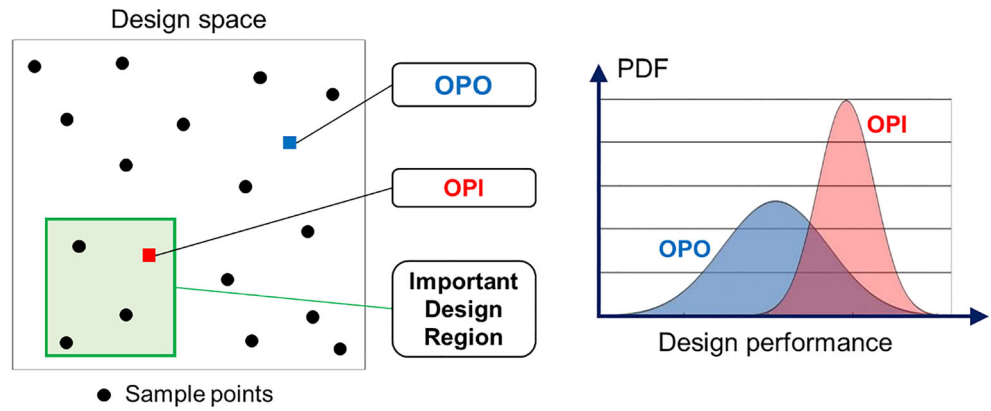 Design space
OPO
OPI
Important
Design
Region
Sample points
PDF
OPI
OPO
Design performance